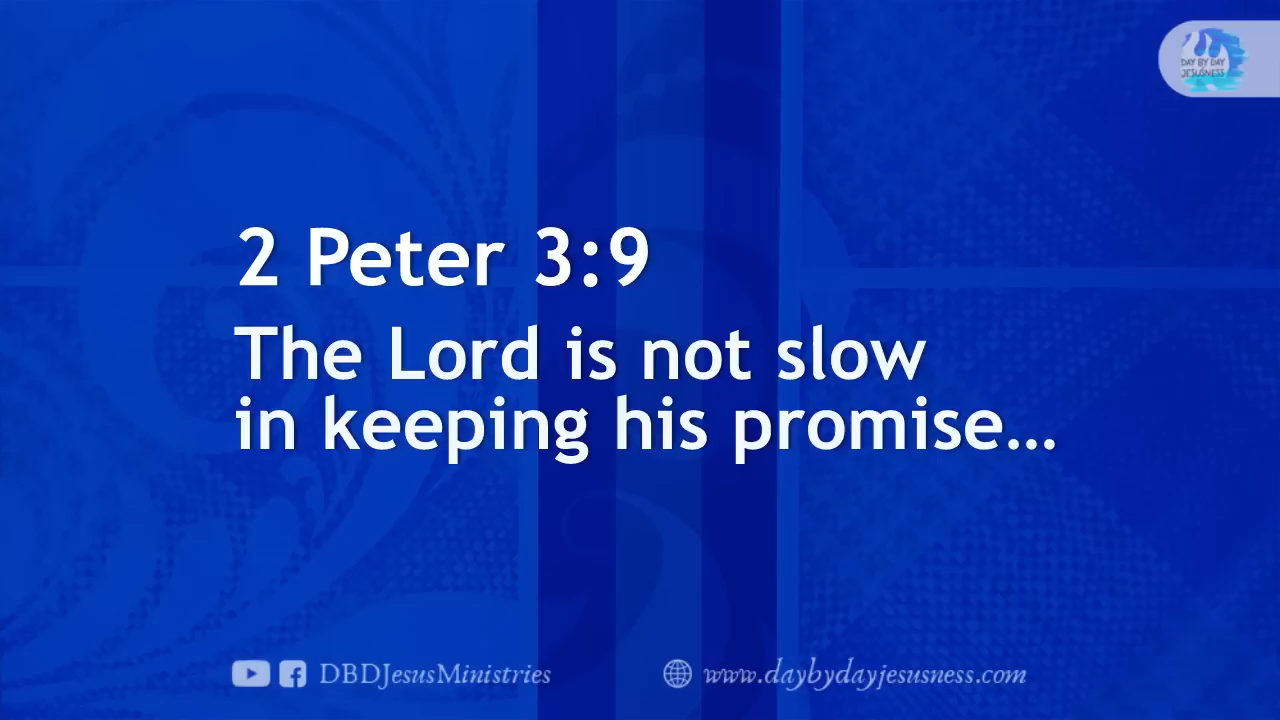 DAY BY DAY
JESUSNESS
2 Peter 3:9
The Lord is not slow
in keeping his promise...
DBDJesusMinistries
www.daybydayjesusness.com